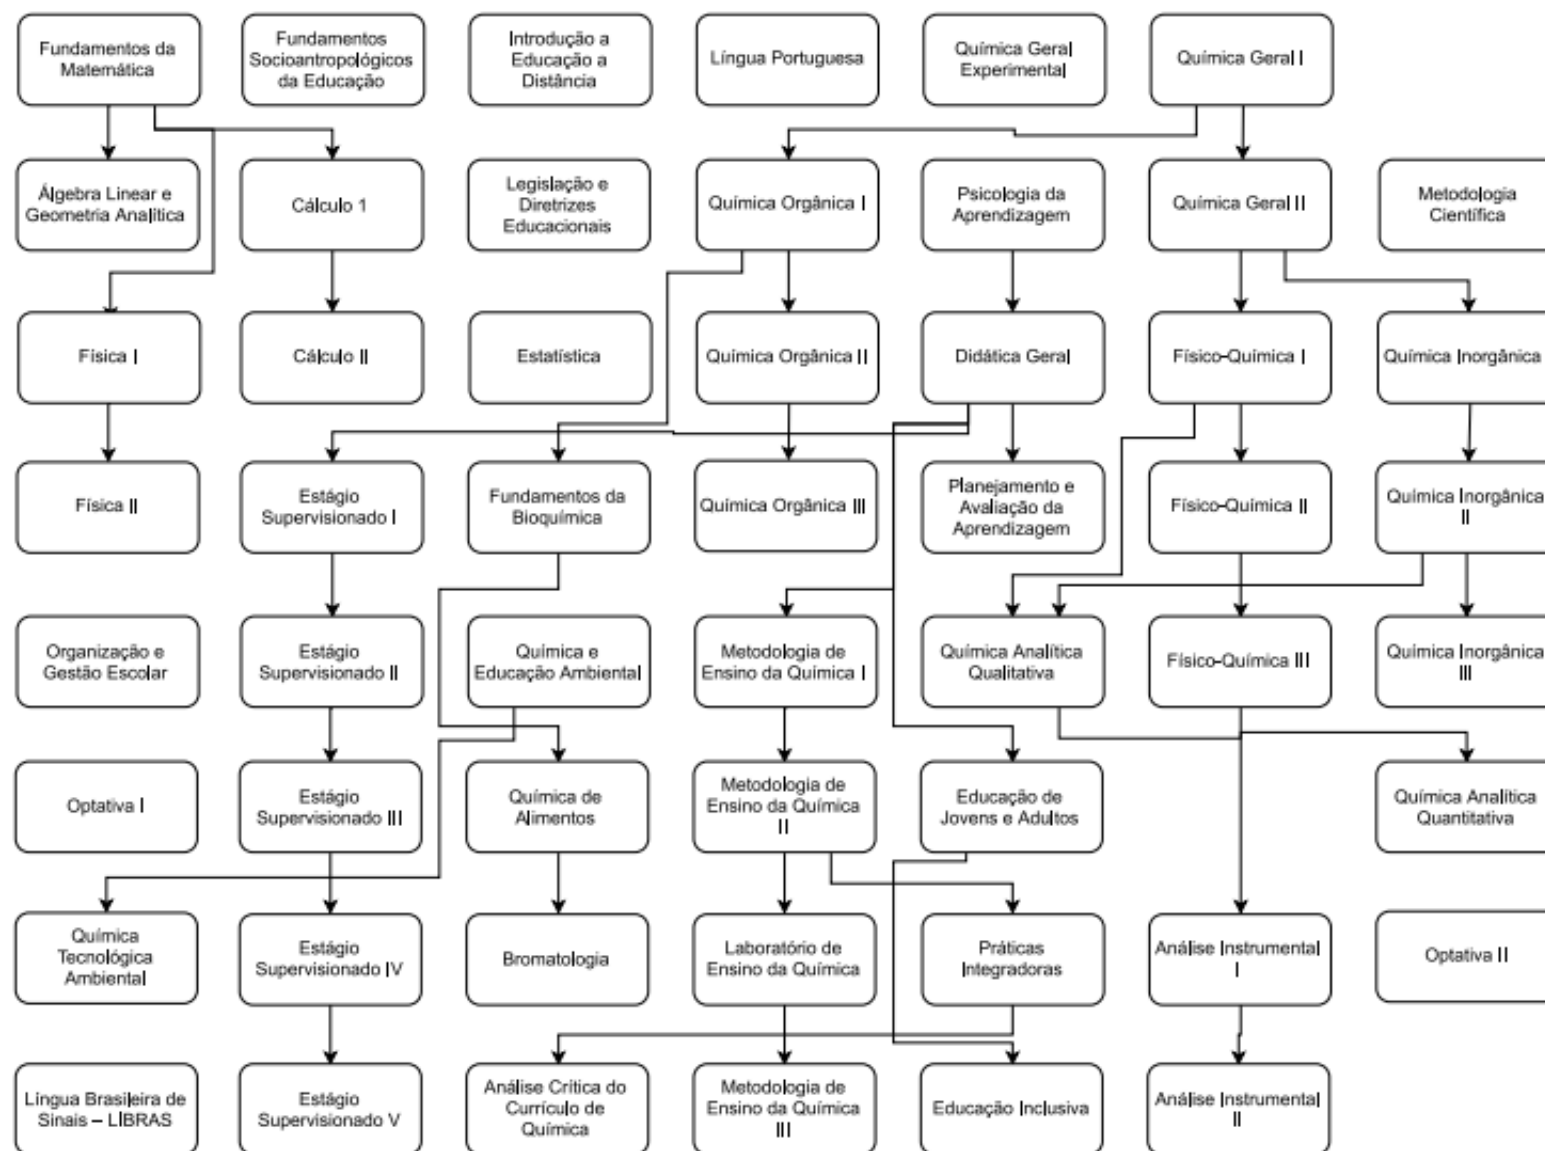 Fundamentos da
Matemática
Fundamentos
Socioantropológicos
da Educação
Introdução a
Educação a
Distância
Língua Portuguesa
Química Geral
Experimental
Química Geral I
Álgebra Linear e
Geometria Analítica
Cálculo 1
Legislação e
Diretrizes
Educacionais
Química Orgânica I
Psicologia da
Aprendizagem
Química Geral II
Metodologia
Científica
Física I
Cálculo II
Estatística
Química Orgânica II
Didática Geral
Físico-Química I
Química Inorgânica
Física II
Estágio
Supervisionado I
Fundamentos da
Bioquímica
Química Orgânica III
Planejamento e
Avaliação da
Aprendizagem
Físico-Química II
Química Inorgânica
II
Organização e
Gestão Escolar
Estágio
Supervisionado II
Química e
Educação Ambiental
Metodologia de
Ensino da Química I
Química Analítica
Qualitativa
Físico-Química III
Química Inorgânica
III
Optativa I
Estágio
Supervisionado III
Química de
Alimentos
Metodologia de
Ensino da Química
II
Educação de
Jovens e Adultos
Química Analítica
Quantitativa
Química
Tecnológica
Ambiental
Estágio
Supervisionado IV
Bromatologia
Laboratório de
Ensino da Química
Práticas
Integradoras
Análise Instrumental
I
Optativa II
Lingua Brasileira de
Sinais – LIBRAS
Estágio
Supervisionado V
Análise Crítica do
Currículo de
Química
Metodologia de
Ensino da Química
III
Educação Inclusiva
Análise Instrumental
II